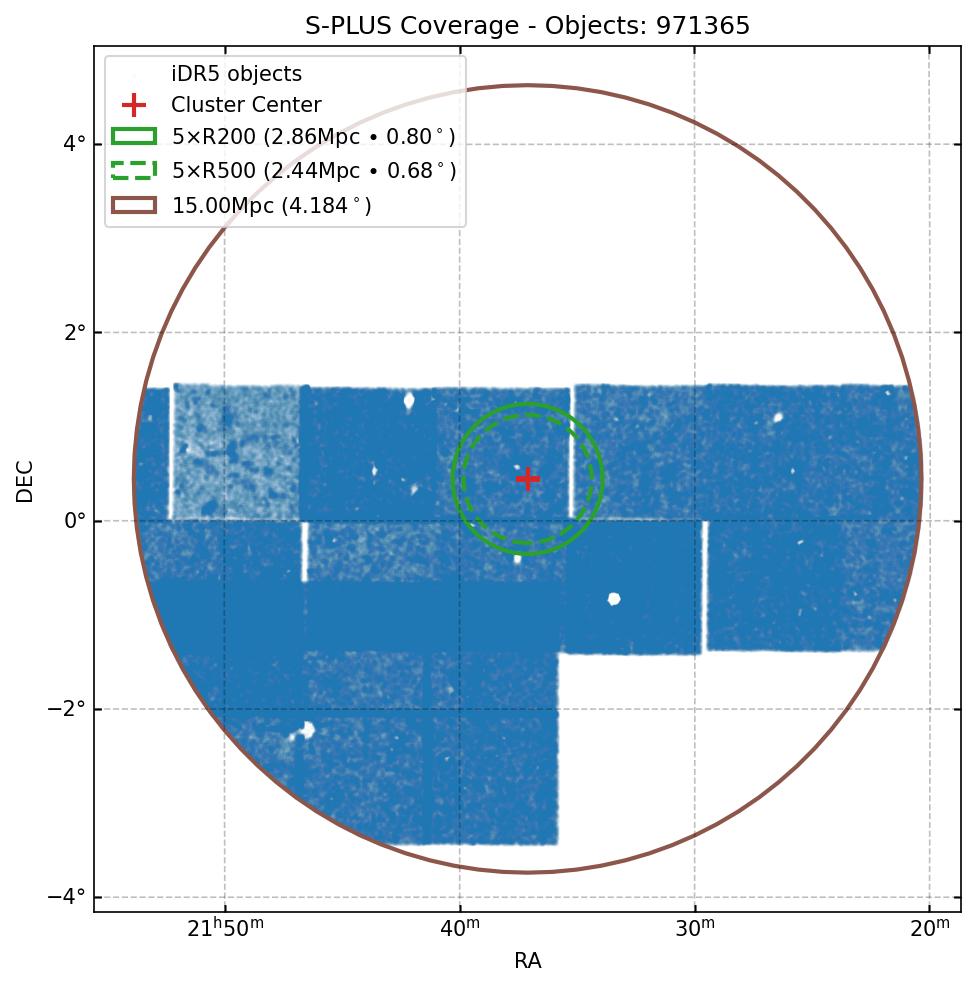 S-PLUS Coverage - Objects: 971365
iDR5 objects
Cluster Center
5×R200 (2.86Mpc • 0.80°)
5×R500 (2.44Mpc • 0.68°)
15.00Mpc (4.184°)
4°
2°
0°
−2°
−4°
DEC
21ʰ50ᵐ
40ᵐ
30ᵐ
20ᵐ
RA